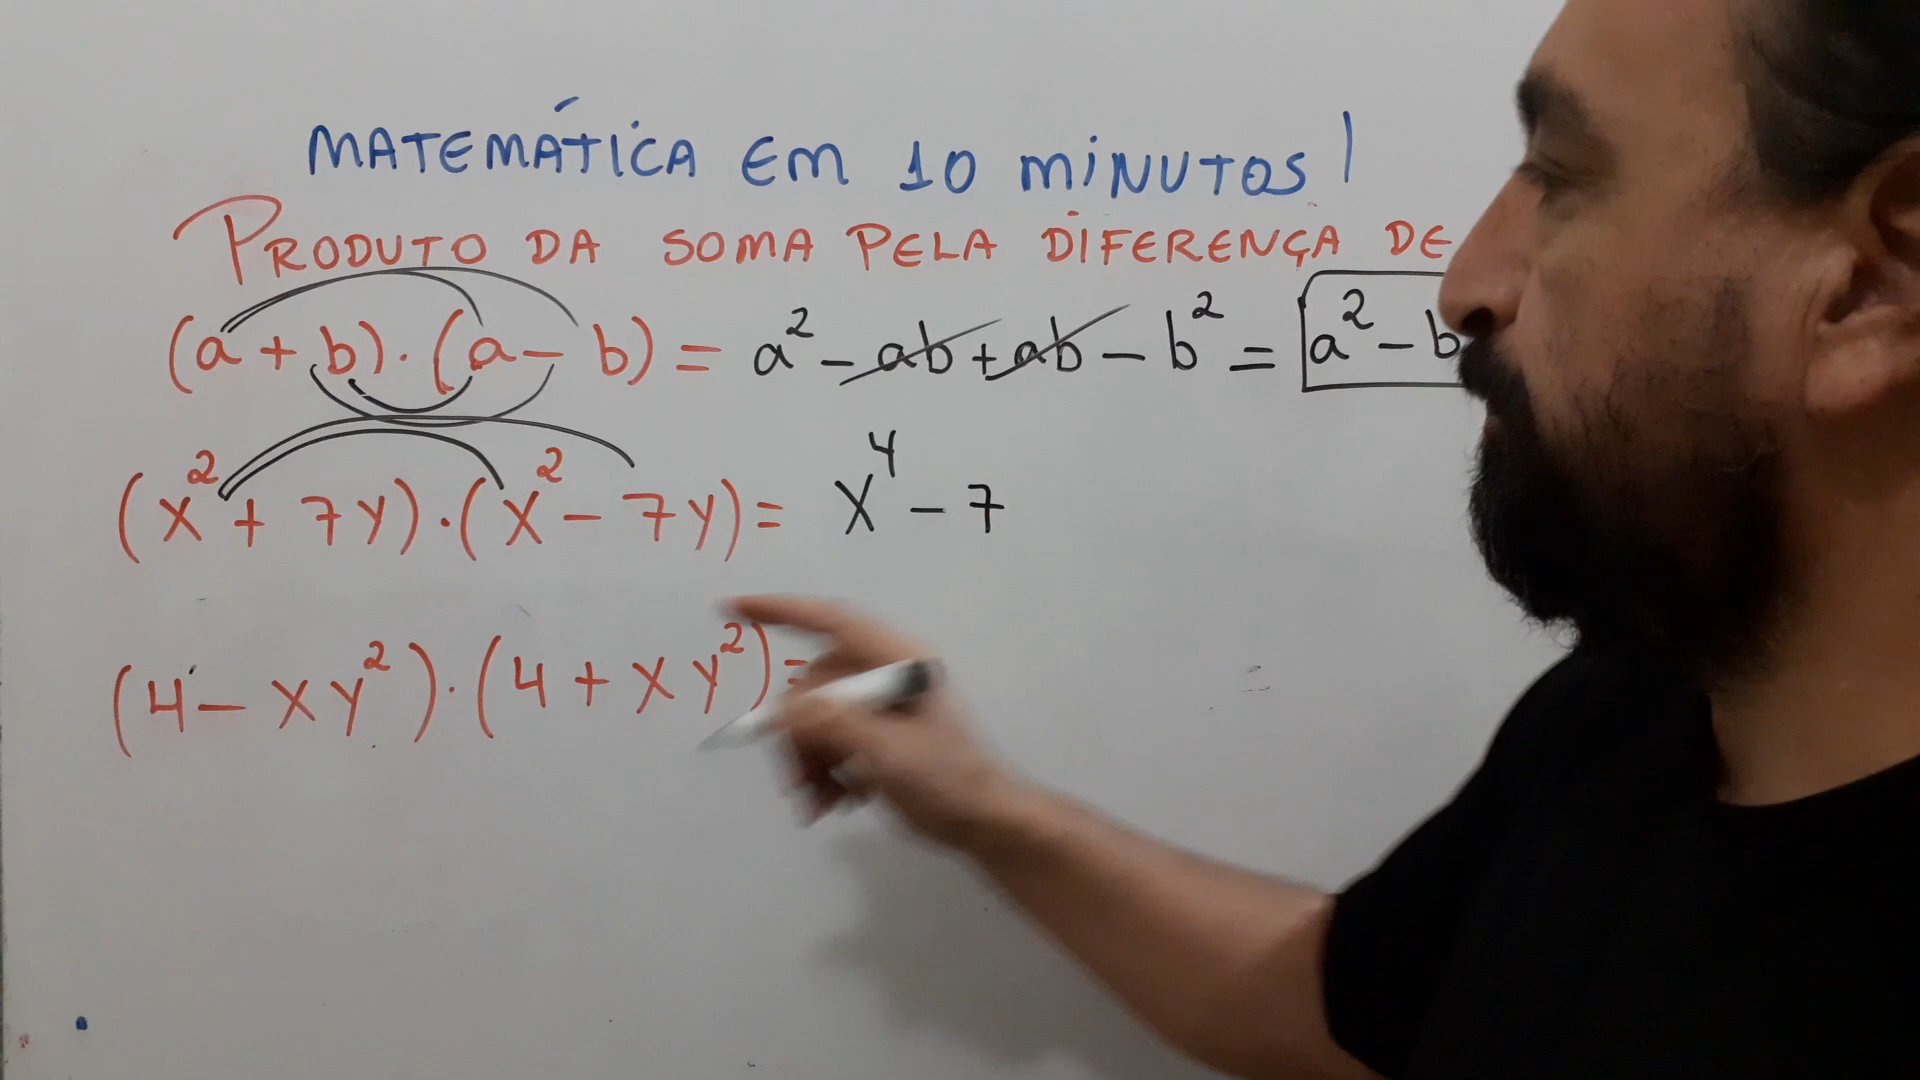 MATEMÁTICA EM 10 MINUTOS!
PRODUTO DA SOMA PELA DIFERENÇA DE
(a + b) · (a - b) = a² - ab + ab - b² = a² - b
(x² + 7y) · (x² - 7y) = x⁴ - 7
(4 - xy²) · (4 + xy²) =